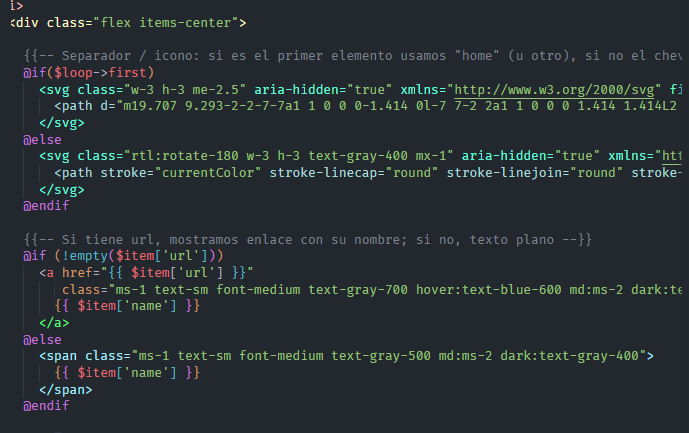 i>
<div class="flex items-center">
{{-- Separador / icono: si es el primer elemento usamos "home" (u otro), si no el chev
@if($loop->first)
<svg class="w-3 h-3 me-2.5" aria-hidden="true" xmlns="http://www.w3.org/2000/svg" fi
<path d="m19.707 9.293-2-2-7-7a1 1 0 0 0-1.414 0l-7 7-2 2a1 1 0 0 0 1.414 1.414L2
</svg>
@else
<svg class="rtl:rotate-180 w-3 h-3 text-gray-400 mx-1" aria-hidden="true" xmlns="htt
<path stroke="currentColor" stroke-linecap="round" stroke-linejoin="round" stroke-
</svg>
@endif
{{-- Si tiene url, mostramos enlace con su nombre; si no, texto plano --}}
@if (!empty($item['url']))
<a href="{{ $item['url'] }}"
class="ms-1 text-sm font-medium text-gray-700 hover:text-blue-600 md:ms-2 dark:te
{{ $item['name'] }}
</a>
@else
<span class="ms-1 text-sm font-medium text-gray-500 md:ms-2 dark:text-gray-400">
{{ $item['name'] }}
</span>
@endif